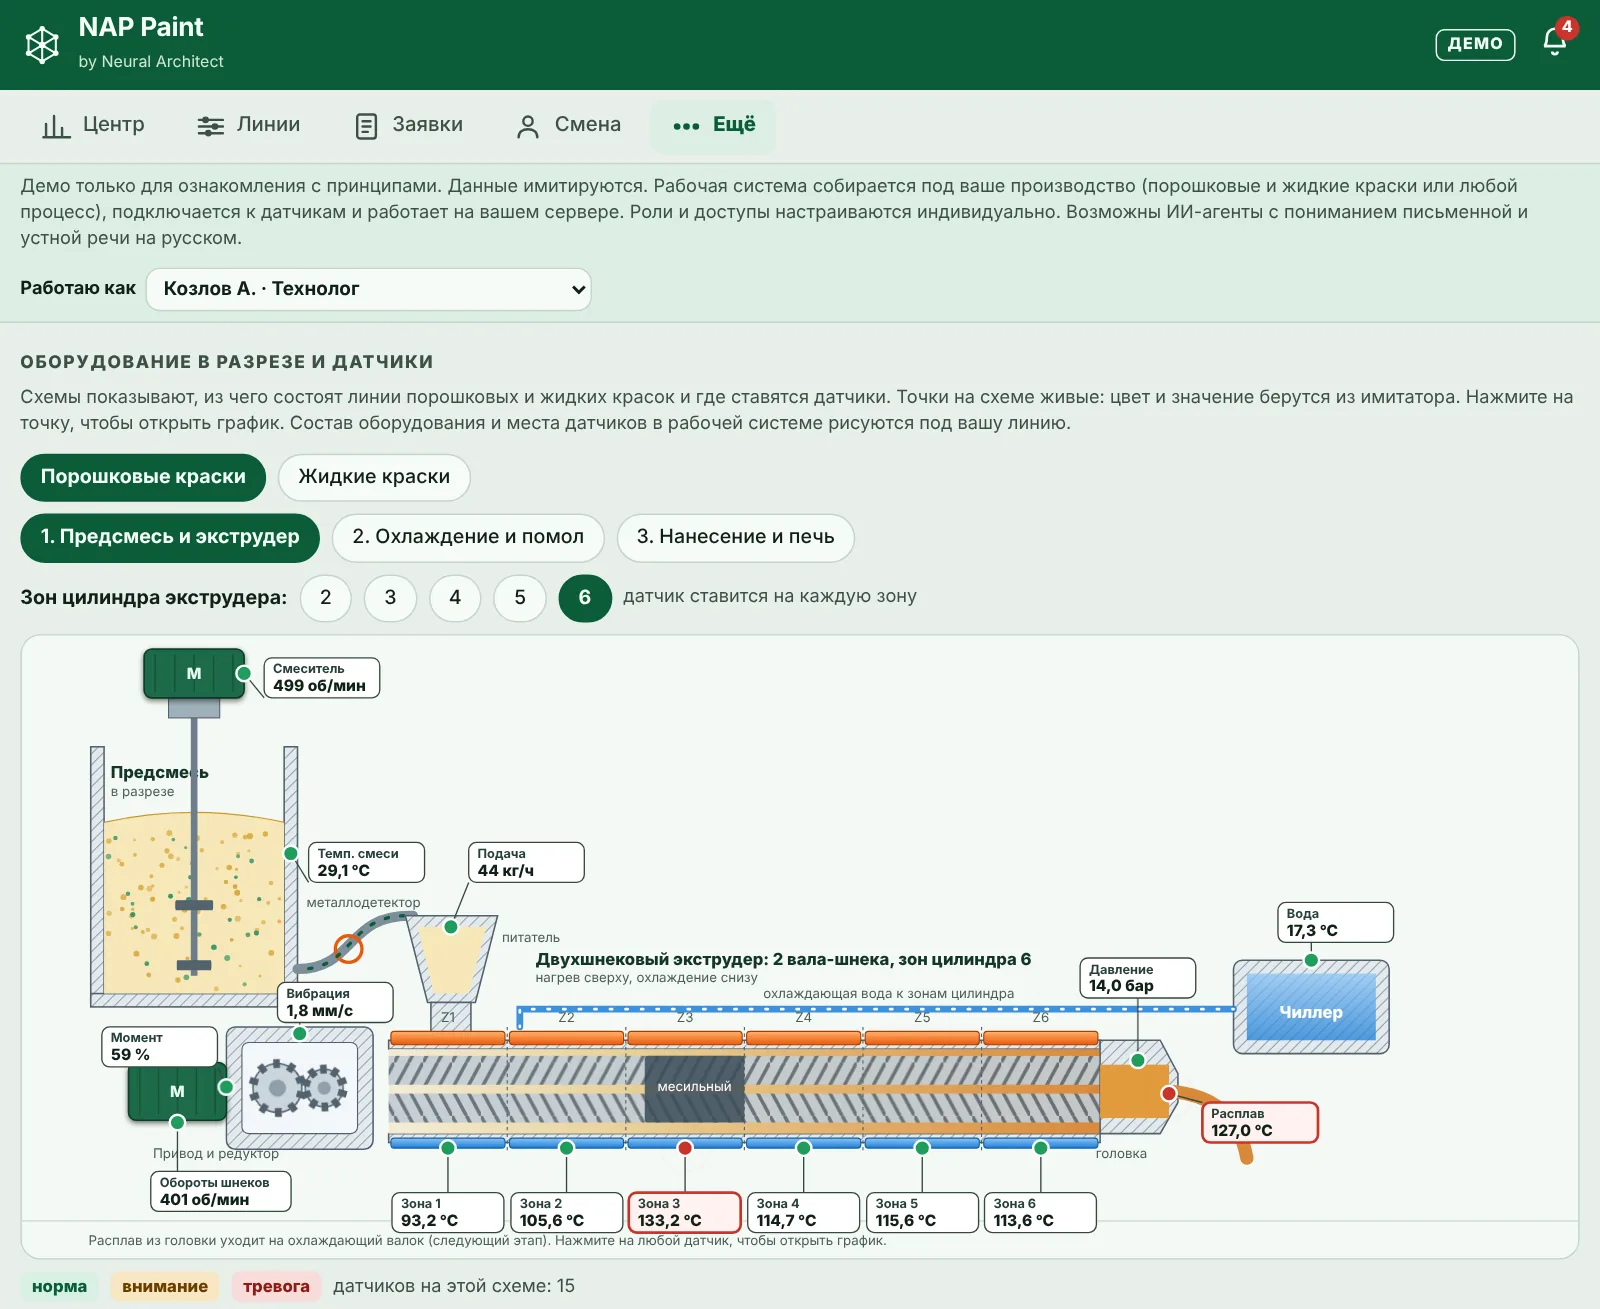 NAP Paint
by Neural Architect
ДЕМО
4
Центр
Линии
Заявки
Смена
Ещё
Демо только для ознакомления с принципами. Данные имитируются. Рабочая система собирается под ваше производство (порошковые и жидкие краски или любой
процесс), подключается к датчикам и работает на вашем сервере. Роли и доступы настраиваются индивидуально. Возможны ИИ-агенты с пониманием письменной и
устной речи на русском.
Работаю как
Козлов А. · Технолог
ОБОРУДОВАНИЕ В РАЗРЕЗЕ И ДАТЧИКИ
Схемы показывают, из чего состоят линии порошковых и жидких красок и где ставятся датчики. Точки на схеме живые: цвет и значение берутся из имитатора. Нажмите на
точку, чтобы открыть график. Состав оборудования и места датчиков в рабочей системе рисуются под вашу линию.
Порошковые краски
Жидкие краски
1. Предсмесь и экструдер
2. Охлаждение и помол
3. Нанесение и печь
Зон цилиндра экструдера:
2
3
4
5
6
датчик ставится на каждую зону
M
Смеситель
499 об/мин
Предсмесь
в разрезе
Темп. смеси
29,1 °C
Подача
44 кг/ч
металлодетектор
питатель
Двухшнековый экструдер: 2 вала-шнека, зон цилиндра 6
нагрев сверху, охлаждение снизу
охлаждающая вода к зонам цилиндра
Давление
14,0 бар
Вода
17,3 °C
Чиллер
Вибрация
1,8 мм/с
Z1
Z2
Z3
Z4
Z5
Z6
Момент
59 %
M
месильный
Расплав
127,0 °C
Привод и редуктор
головка
Обороты шнеков
401 об/мин
Зона 1
93,2 °C
Зона 2
105,6 °C
Зона 3
133,2 °C
Зона 4
114,7 °C
Зона 5
115,6 °C
Зона 6
113,6 °C
Расплав из головки уходит на охлаждающий валок (следующий этап). Нажмите на любой датчик, чтобы открыть график.
норма
внимание
тревога
датчиков на этой схеме: 15